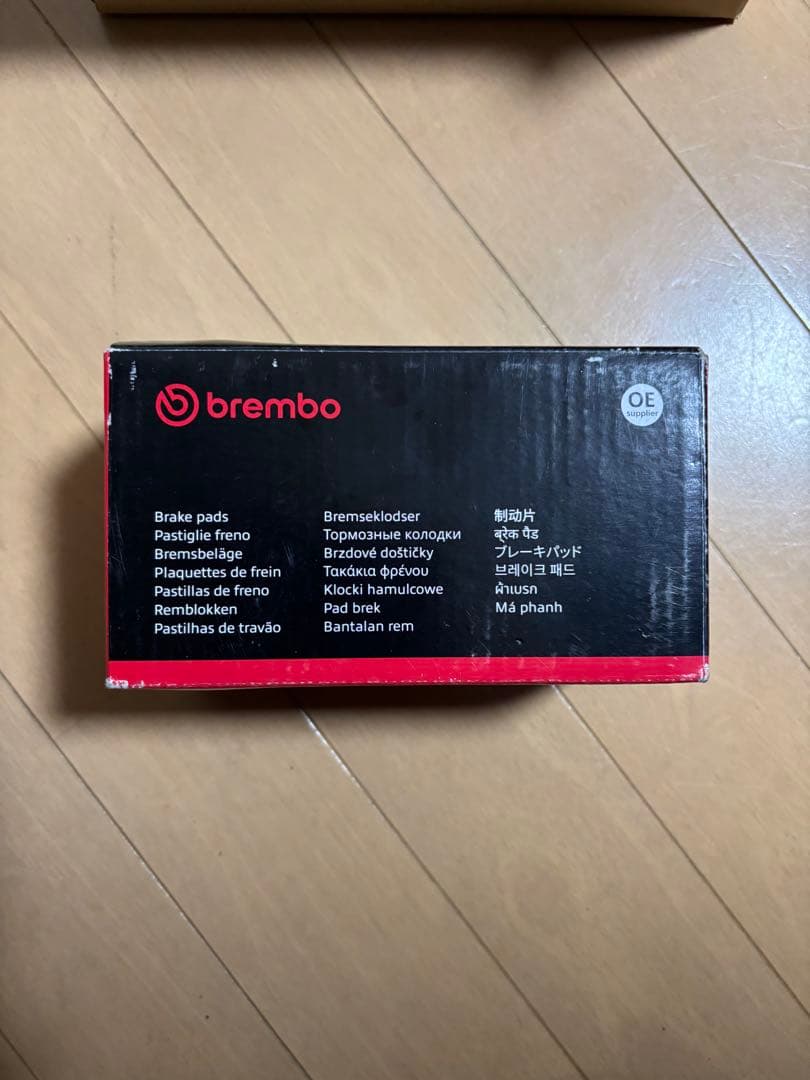 brembo
OE
supplier
Brake pads
Pastiglie freno
Bremsbeläge
Plaquettes de frein
Pastillas de freno
Remblokken
Pastilhas de travão
Bremseklodser
Тормозные колодки
Brzdové doštičky
Τακάκια φρένου
Klocki hamulcowe
Pad brek
Bantalan rem
制动片
ब्रेक पैड
ブレーキパッド
브레이크 패드
ผ้าเบรก
Má phanh